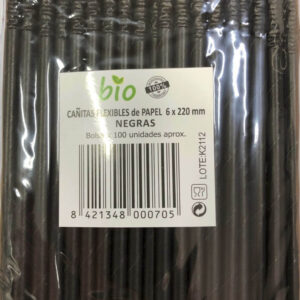 bio
100%
CAÑITAS FLEXIBLES de PAPEL 6 x 220 mm
NEGRAS
Bolsa x 100 unidades aprox.
8 421348 000705
LOTE:K2112